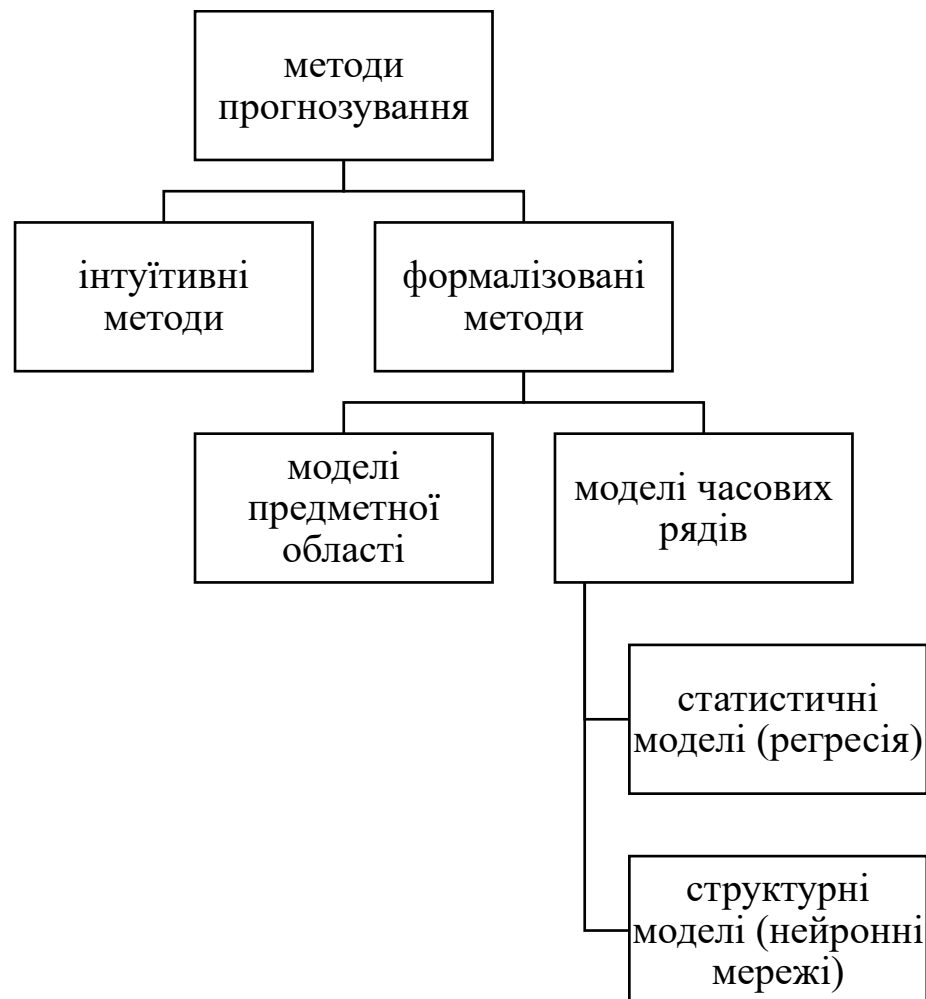 методи
прогнозування
інтуїтивні
методи
формалізовані
методи
моделі
предметної
області
моделі часових
рядів
статистичні
моделі (регресія)
структурні
моделі (нейронні
мережі)